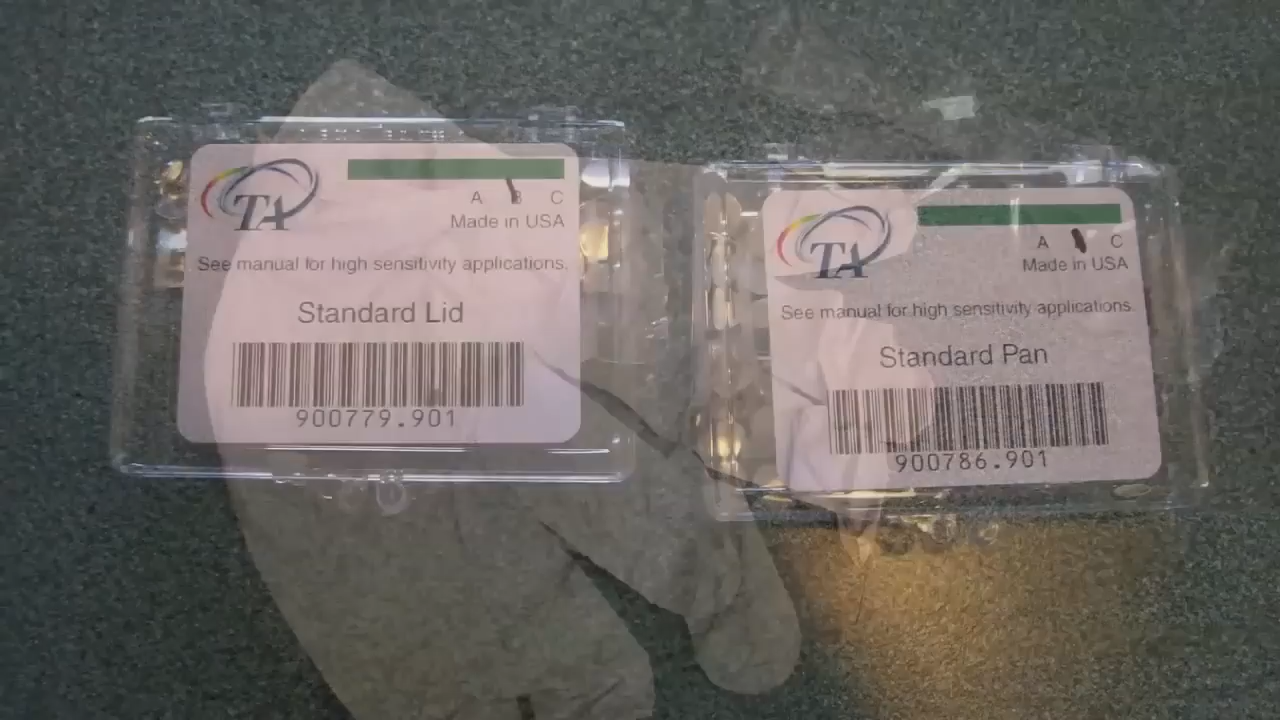 TA
A B C
Made in USA
See manual for high sensitivity applications.
Standard Lid
900779.901
TA
A C
Made in USA
See manual for high sensitivity applications.
Standard Pan
900786.901